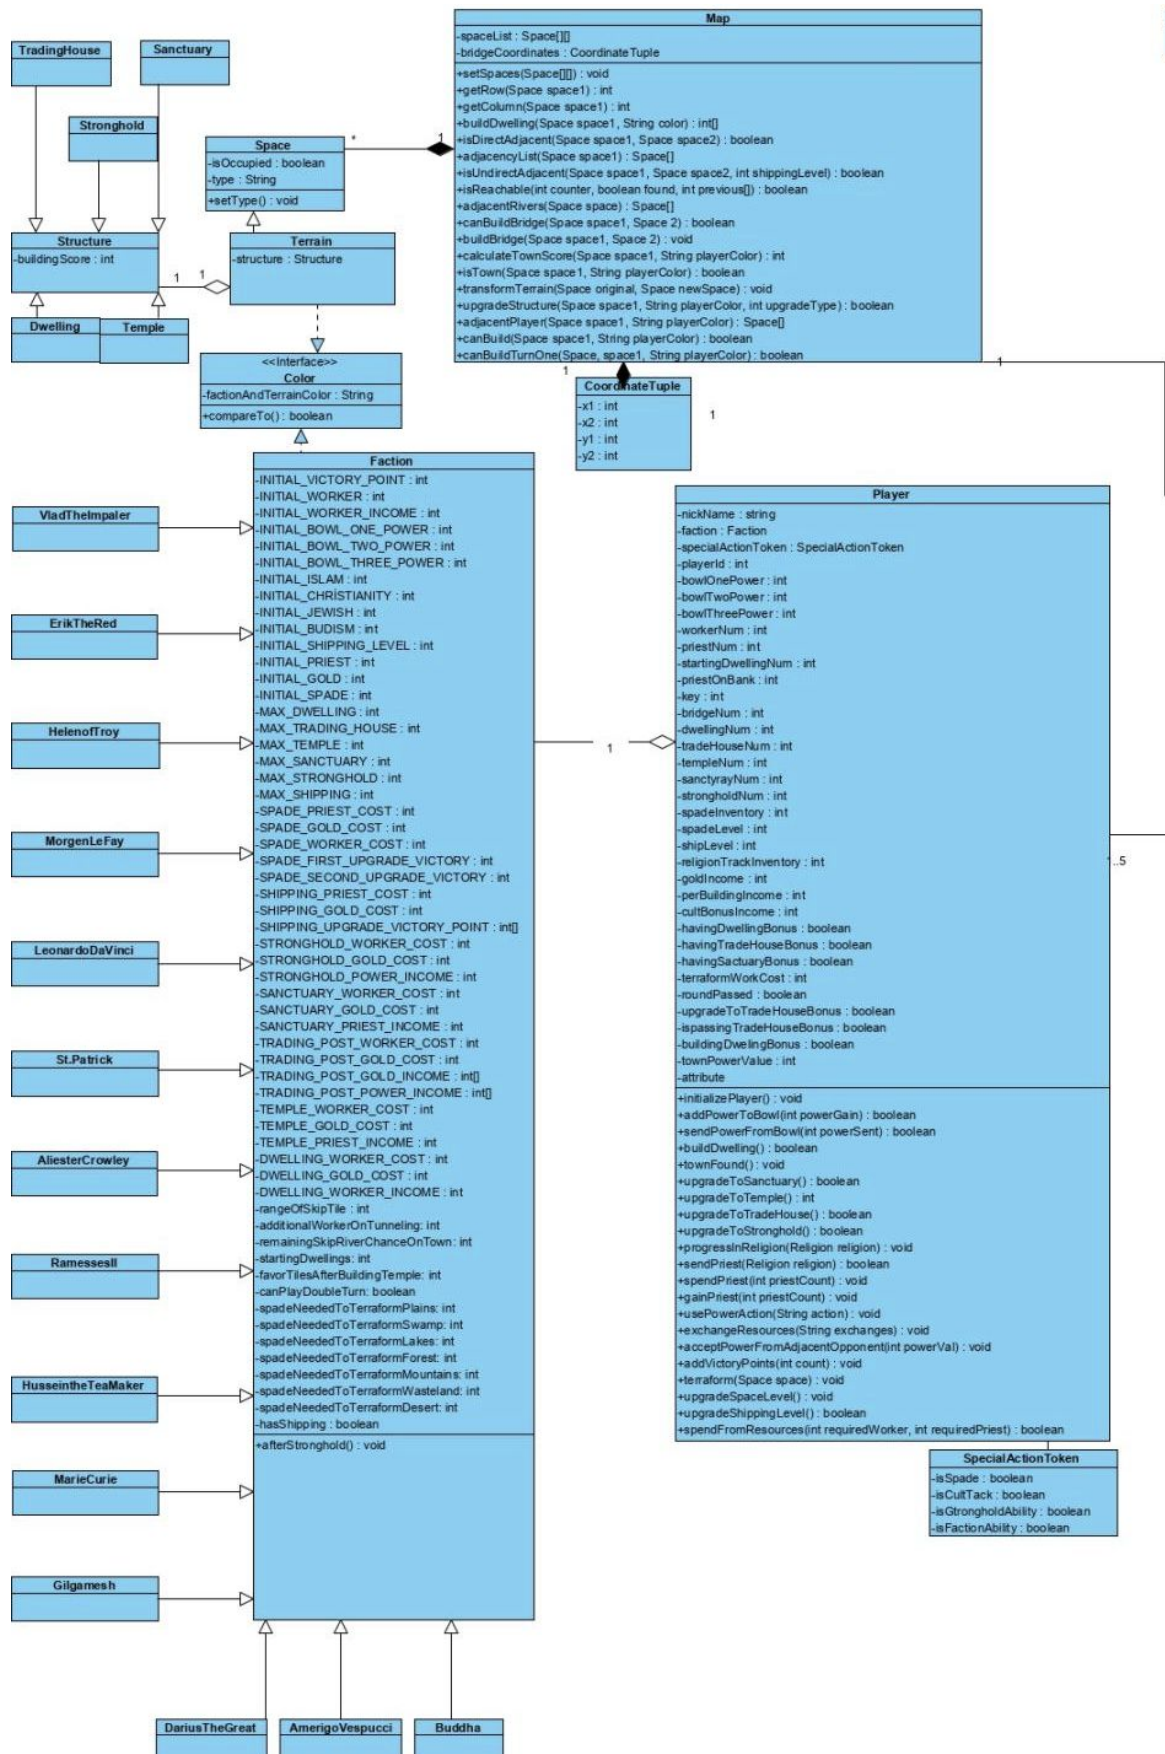 TradingHouse
Sanctuary
Stronghold
Structure
-buildingScore : int
Dwelling
Temple
1
1
Space
-isOccupied : boolean
-type : String
+setType() : void
*
1
Terrain
-structure : Structure
<<Interface>>
Color
-factionAndTerrainColor : String
+compareTo() : boolean
Map
-spaceList : Space[][]
-bridgeCoordinates : CoordinateTuple
+setSpaces(Space[][]) : void
+getRow(Space space1) : int
+getColumn(Space space1) : int
+buildDwelling(Space space1, String color) : int[]
+isDirectAdjacent(Space space1, Space space2) : boolean
+adjacencyList(Space space1) : Space[]
+isUndirectAdjacent(Space space1, Space space2, int shippingLevel) : boolean
+isReachable(int counter, boolean found, int previous[]) : boolean
+adjacentRivers(Space space) : Space[]
+canBuildBridge(Space space1, Space 2) : boolean
+buildBridge(Space space1, Space 2) : void
+calculateTownScore(Space space1, String playerColor) : int
+isTown(Space space1, String playerColor) : boolean
+transformTerrain(Space original, Space newSpace) : void
+upgradeStructure(Space space1, String playerColor, int upgradeType) : boolean
+adjacentPlayer(Space space1, String playerColor) : Space[]
+canBuild(Space space1, String playerColor) : boolean
+canBuildTurnOne(Space, space1, String playerColor) : boolean
1
1
CoordinateTuple
-x1 : int
-x2 : int
-y1 : int
-y2 : int
1
Faction
-INITIAL_VICTORY_POINT : int
-INITIAL_WORKER : int
-INITIAL_WORKER_INCOME : int
-INITIAL_BOWL_ONE_POWER : int
-INITIAL_BOWL_TWO_POWER : int
-INITIAL_BOWL_THREE_POWER : int
-INITIAL_ISLAM : int
-INITIAL_CHRİSTIANITY : int
-INITIAL_JEWISH : int
-INITIAL_BUDISM : int
-INITIAL_SHIPPING_LEVEL : int
-INITIAL_PRIEST : int
-INITIAL_GOLD : int
-INITIAL_SPADE : int
-MAX_DWELLING : int
-MAX_TRADING_HOUSE : int
-MAX_TEMPLE : int
-MAX_SANCTUARY : int
-MAX_STRONGHOLD : int
-MAX_SHIPPING : int
-SPADE_PRIEST_COST : int
-SPADE_GOLD_COST : int
-SPADE_WORKER_COST : int
-SPADE_FIRST_UPGRADE_VICTORY : int
-SPADE_SECOND_UPGRADE_VICTORY : int
-SHIPPING_PRIEST_COST : int
-SHIPPING_GOLD_COST : int
-SHIPPING_UPGRADE_VICTORY_POINT : int[]
-STRONGHOLD_WORKER_COST : int
-STRONGHOLD_GOLD_COST : int
-STRONGHOLD_POWER_INCOME : int
-SANCTUARY_WORKER_COST : int
-SANCTUARY_GOLD_COST : int
-SANCTUARY_PRIEST_INCOME : int
-TRADING_POST_WORKER_COST : int
-TRADING_POST_GOLD_COST : int
-TRADING_POST_GOLD_INCOME : int[]
-TRADING_POST_POWER_INCOME : int[]
-TEMPLE_WORKER_COST : int
-TEMPLE_GOLD_COST : int
-TEMPLE_PRIEST_INCOME : int
-DWELLING_WORKER_COST : int
-DWELLING_GOLD_COST : int
-DWELLING_WORKER_INCOME : int
-rangeOfSkipTile : int
-additionalWorkerOnTunneling: int
-remainingSkipRiverChanceOnTown: int
-startingDwellings: int
-favorTilesAfterBuildingTemple: int
-canPlayDoubleTurn: boolean
-spadeNeededToTerraformPlains: int
-spadeNeededToTerraformSwamp: int
-spadeNeededToTerraformLakes: int
-spadeNeededToTerraformForest: int
-spadeNeededToTerraformMountains: int
-spadeNeededToTerraformWasteland: int
-spadeNeededToTerraformDesert: int
-hasShipping : boolean
+afterStronghold() : void
VladTheImpaler
ErikTheRed
HelenofTroy
MorgenLeFay
LeonardoDaVinci
St.Patrick
AliesterCrowley
RamessesII
HusseintheTeaMaker
MarieCurie
Gilgamesh
DariusTheGreat
AmerigoVespucci
Buddha
1
Player
-nickName : string
-faction : Faction
-specialActionToken : SpecialActionToken
-playerId : int
-bowlOnePower : int
-bowlTwoPower : int
-bowlThreePower : int
-workerNum : int
-priestNum : int
-startingDwellingNum : int
-priestOnBank : int
-key : int
-bridgeNum : int
-dwellingNum : int
-tradeHouseNum : int
-templeNum : int
-sanctyrayNum : int
-strongholdNum : int
-spadeInventory : int
-spadeLevel : int
-shipLevel : int
-religionTrackInventory : int
-goldIncome : int
-perBuildingIncome : int
-cultBonusIncome : int
-havingDwellingBonus : boolean
-havingTradeHouseBonus : boolean
-havingSactuaryBonus : boolean
-terraformWorkCost : int
-roundPassed : boolean
-upgradeToTradeHouseBonus : boolean
-ispassingTradeHouseBonus : boolean
-buildingDwelingBonus : boolean
-townPowerValue : int
-attribute
+initializePlayer() : void
+addPowerToBowl(int powerGain) : boolean
+sendPowerFromBowl(int powerSent) : boolean
+buildDwelling() : boolean
+townFound() : void
+upgradeToSanctuary() : boolean
+upgradeToTemple() : int
+upgradeToTradeHouse() : boolean
+upgradeToStronghold() : boolean
+progressInReligion(Religion religion) : void
+sendPriest(Religion religion) : boolean
+spendPriest(int priestCount) : void
+gainPriest(int priestCount) : void
+usePowerAction(String action) : void
+exchangeResources(String exchanges) : void
+acceptPowerFromAdjacentOpponent(int powerVal) : void
+addVictoryPoints(int count) : void
+terraform(Space space) : void
+upgradeSpaceLevel() : void
+upgradeShippingLevel() : boolean
+spendFromResources(int requiredWorker, int requiredPriest) : boolean
..5
SpecialActionToken
-isSpade : boolean
-isCultTack : boolean
-isGtrongholdAbility : boolean
-isFactionAbility : boolean